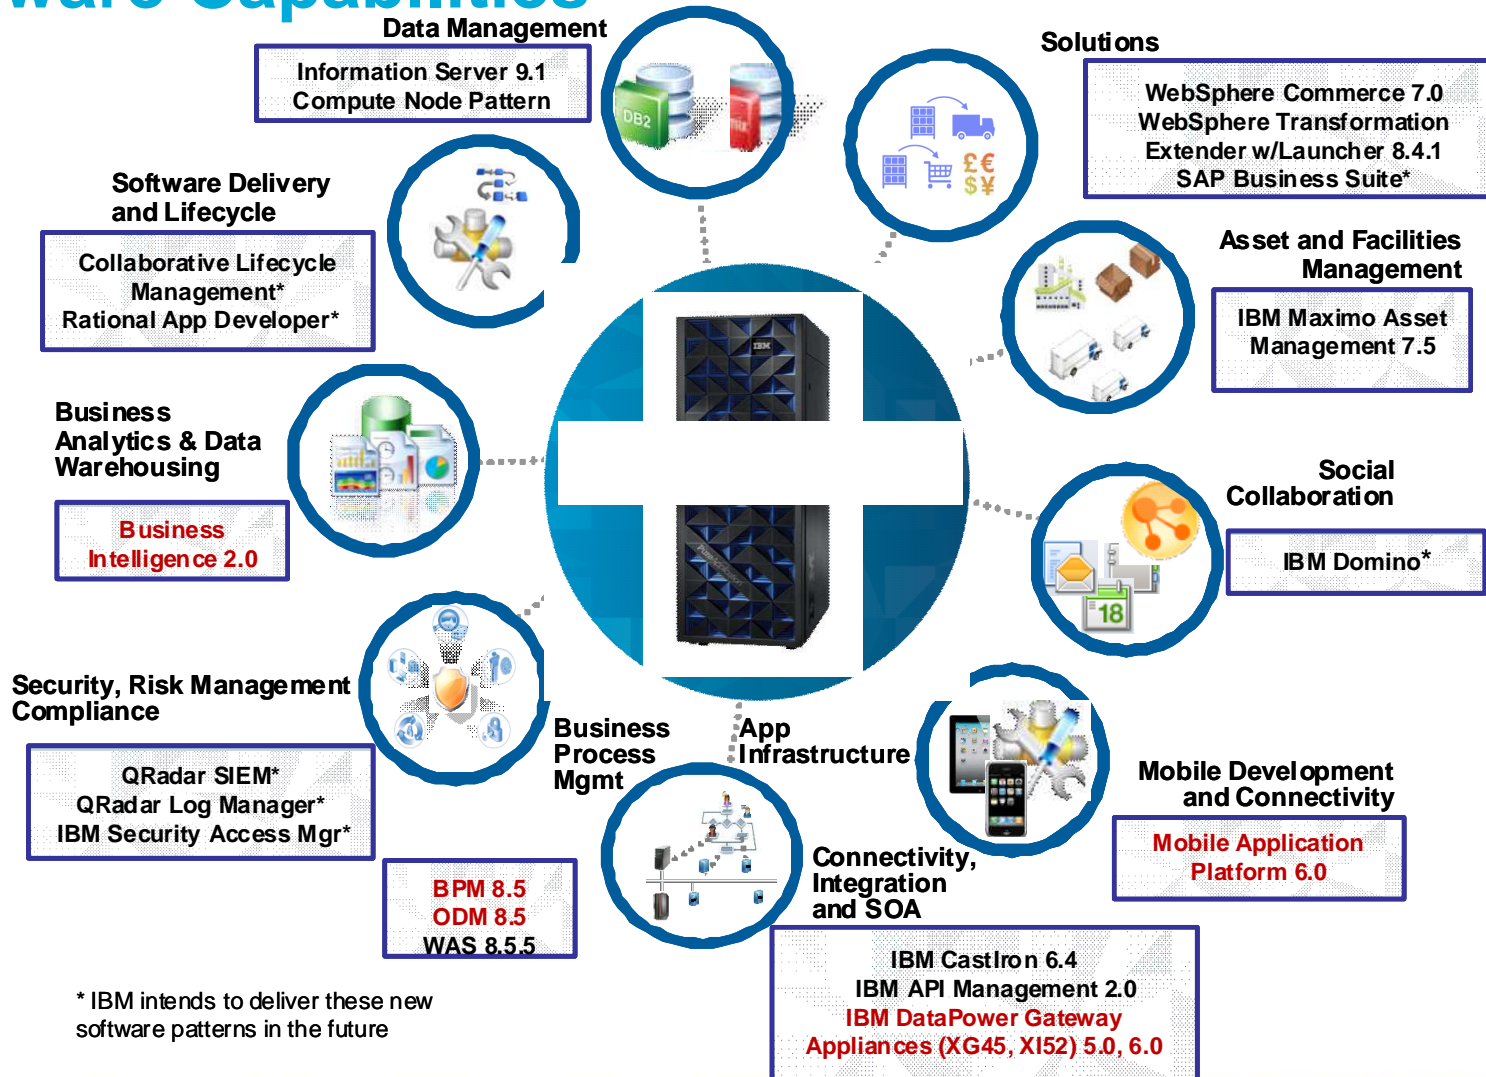 ware Capabilities
Data Management
Information Server 9.1
Compute Node Pattern
DB2
Solutions
WebSphere Commerce 7.0
WebSphere Transformation
Extender w/Launcher 8.4.1
SAP Business Suite*
£€
$¥
Software Delivery
and Lifecycle
Collaborative Lifecycle
Management*
Rational App Developer*
Asset and Facilities
Management
IBM Maximo Asset
Management 7.5
IBM
Business
Analytics & Data
Warehousing
Business
Intelligence 2.0
Social
Collaboration
IBM Domino*
18
Security, Risk Management
Compliance
QRadar SIEM*
QRadar Log Manager*
IBM Security Access Mgr*
Business
Process
Mgmt
App
Infrastructure
BPM 8.5
ODM 8.5
WAS 8.5.5
Mobile Development
and Connectivity
Mobile Application
Platform 6.0
Connectivity,
Integration
and SOA
IBM CastIron 6.4
IBM API Management 2.0
IBM DataPower Gateway
Appliances (XG45, XI52) 5.0, 6.0
* IBM intends to deliver these new
software patterns in the future